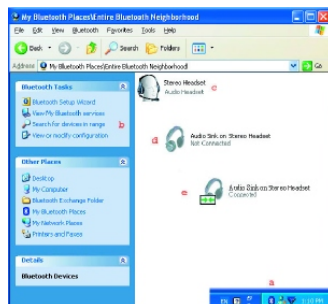 My Bluetooth Places\Entire Bluetooth Neighborhood
File Edit View Bluetooth Favorites Tools Help
Back Search Folders
Address My Bluetooth Places\Entire Bluetooth Neighborhood Go
Bluetooth Tasks
Bluetooth Setup Wizard
View My Bluetooth services
Search for devices in range
View or modify configuration
b
Other Places
Desktop
My Computer
Bluetooth Exchange Folder
My Bluetooth Places
My Network Places
Printers and Faxes
Details
Bluetooth Devices
Stereo Headset
Audio Headset
c
d
Audio Sink on Stereo Headset
Not Connected
e
Audio Sink on Stereo Headset
Connected
a
EN